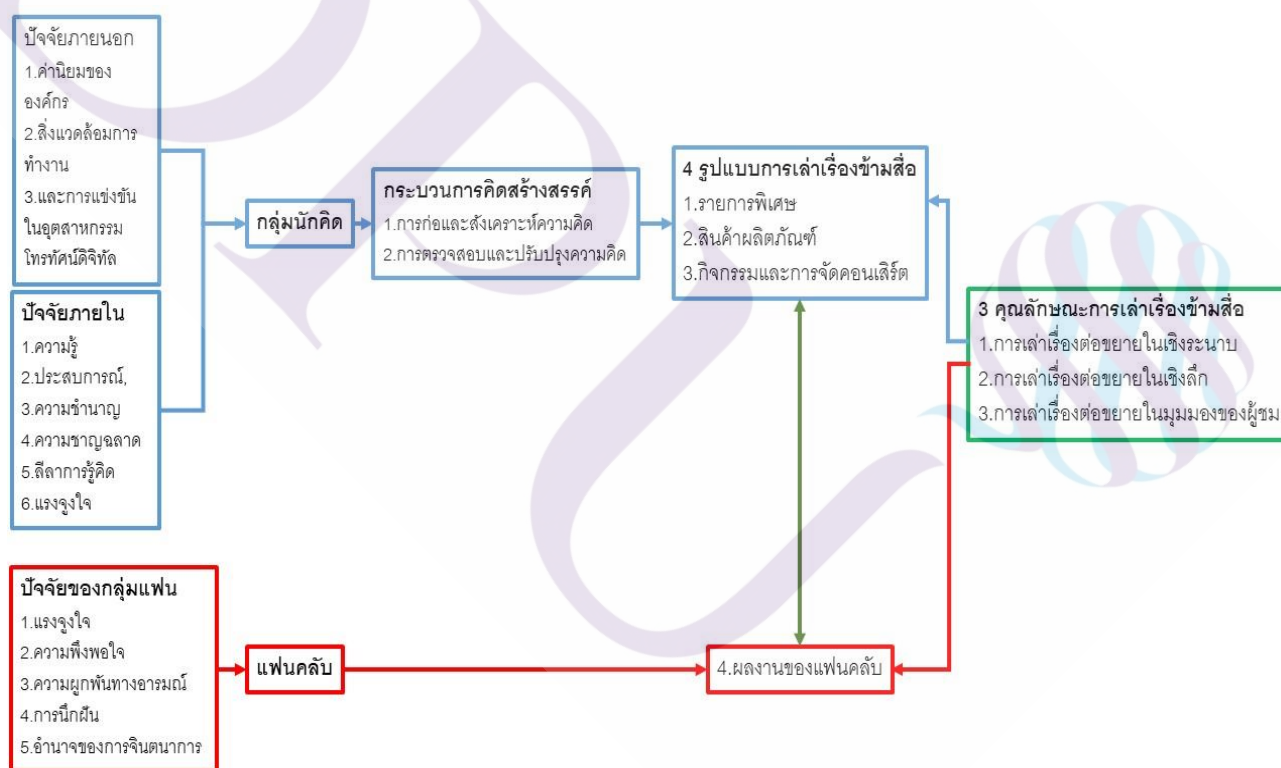 ปัจจัยภายนอก
1.ค่านิยมของ
องค์กร
2.สิ่งแวดล้อมการ
ทำงาน
3.และการแข่งขัน
ในอุตสาหกรรม
โทรทัศน์ดิจิทัล
ปัจจัยภายใน
1.ความรู้
2.ประสบการณ์,
3.ความชำนาญ
4.ความชาญฉลาด
5.ลีลาการรู้คิด
6.แรงจูงใจ
กลุ่มนักคิด
กระบวนการคิดสร้างสรรค์
1.การก่อและสังเคราะห์ความคิด
2.การตรวจสอบและปรับปรุงความคิด
4 รูปแบบการเล่าเรื่องข้ามสื่อ
1.รายการพิเศษ
2.สินค้าผลิตภัณฑ์
3.กิจกรรมและการจัดคอนเสิร์ต
3 คุณลักษณะการเล่าเรื่องข้ามสื่อ
1.การเล่าเรื่องต่อขยายในเชิงระนาบ
2.การเล่าเรื่องต่อขยายในเชิงลึก
3.การเล่าเรื่องต่อขยายในมุมมองของผู้ชม
ปัจจัยของกลุ่มแฟน
1.แรงจูงใจ
2.ความพึงพอใจ
3.ความผูกพันทางอารมณ์
4.การนึกฝัน
5.อำนาจของการจินตนาการ
แฟนคลับ
4.ผลงานของแฟนคลับ